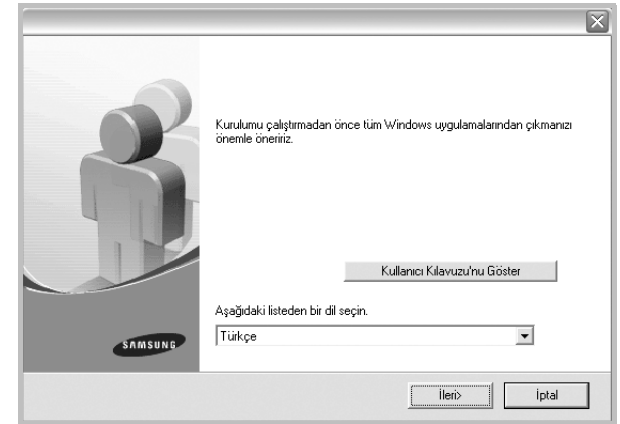 Kurulumu çalıştırmadan önce tüm Windows uygulamalarından çıkmanızı
önemle öneririz.
Kullanıcı Kılavuzu'nu Göster
Aşağıdaki listeden bir dil seçin.
Türkçe
SAMSUNG
İleri>
İptal